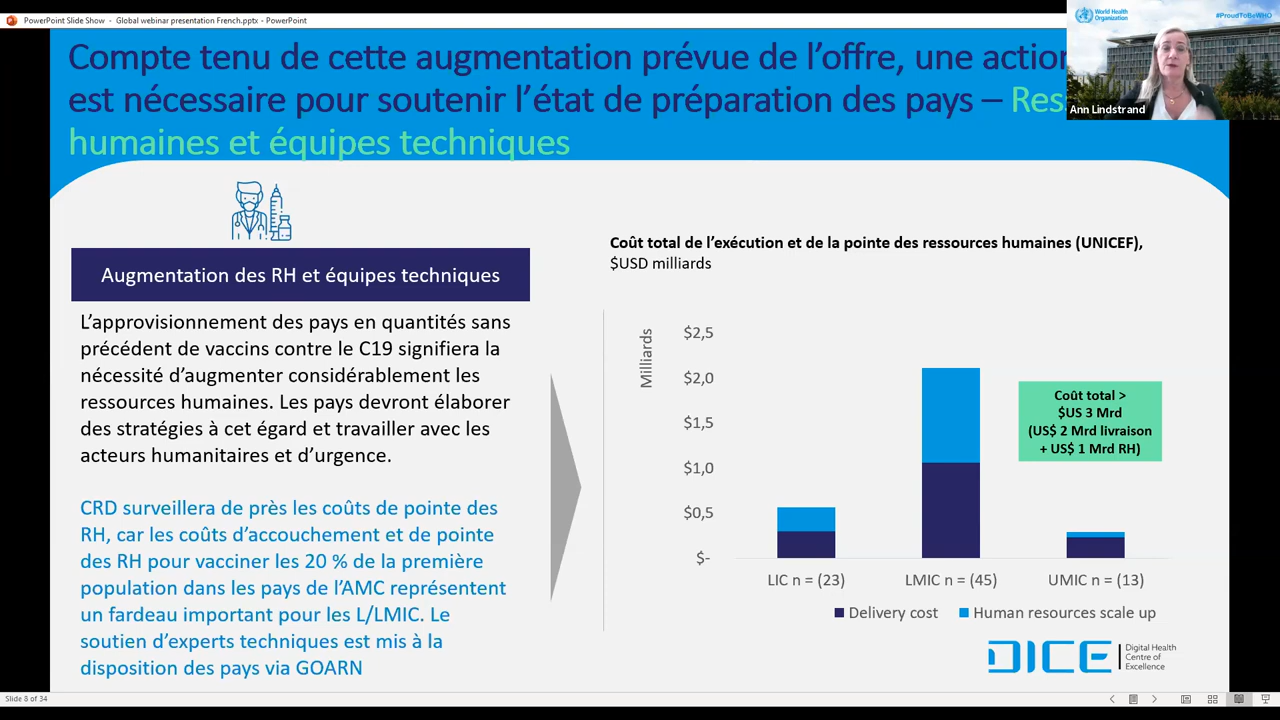 PowerPoint Slide Show - Global webinar presentation French.pptx - PowerPoint
World Health
Organization
#ProudToBeWHO
Ann Lindstrand
Compte tenu de cette augmentation prévue de l’offre, une action
est nécessaire pour soutenir l’état de préparation des pays –
humaines et équipes techniques
Augmentation des RH et équipes techniques
L’approvisionnement des pays en quantités sans
précédent de vaccins contre le C19 signifiera la
nécessité d’augmenter considérablement les
ressources humaines. Les pays devront élaborer
des stratégies à cet égard et travailler avec les
acteurs humanitaires et d’urgence.
CRD surveillera de près les coûts de pointe des
RH, car les coûts d’accouchement et de pointe
des RH pour vacciner les 20 % de la première
population dans les pays de l’AMC représentent
un fardeau important pour les L/LMIC. Le
soutien d’experts techniques est mis à la
disposition des pays via GOARN
Coût total de l’exécution et de la pointe des ressources humaines (UNICEF),
$USD milliards
Milliards
$2,5
$2,0
$1,5
$1,0
$0,5
$-
LIC n = (23)
LMIC n = (45)
UMIC n = (13)
Coût total >
$US 3 Mrd
(US$ 2 Mrd livraison
+ US$ 1 Mrd RH)
Delivery cost
Human resources scale up
DICE
Digital Health
Centre of
Excellence
Slide 8 of 34